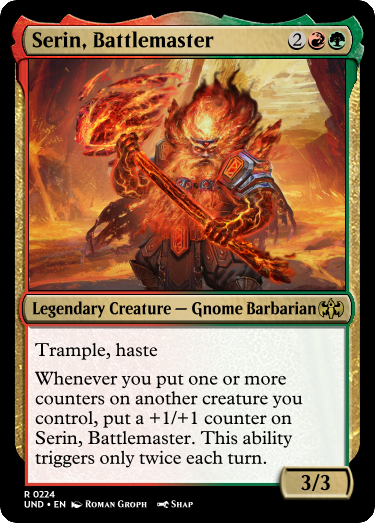 Serin, Battlemaster 2
Legendary Creature — Gnome Barbarian
Trample, haste
Whenever you put one or more
counters on another creature you
control, put a +1/+1 counter on
Serin, Battlemaster. This ability
triggers only twice each turn.
3/3
R 0224
UND • EN Roman Groph Shap